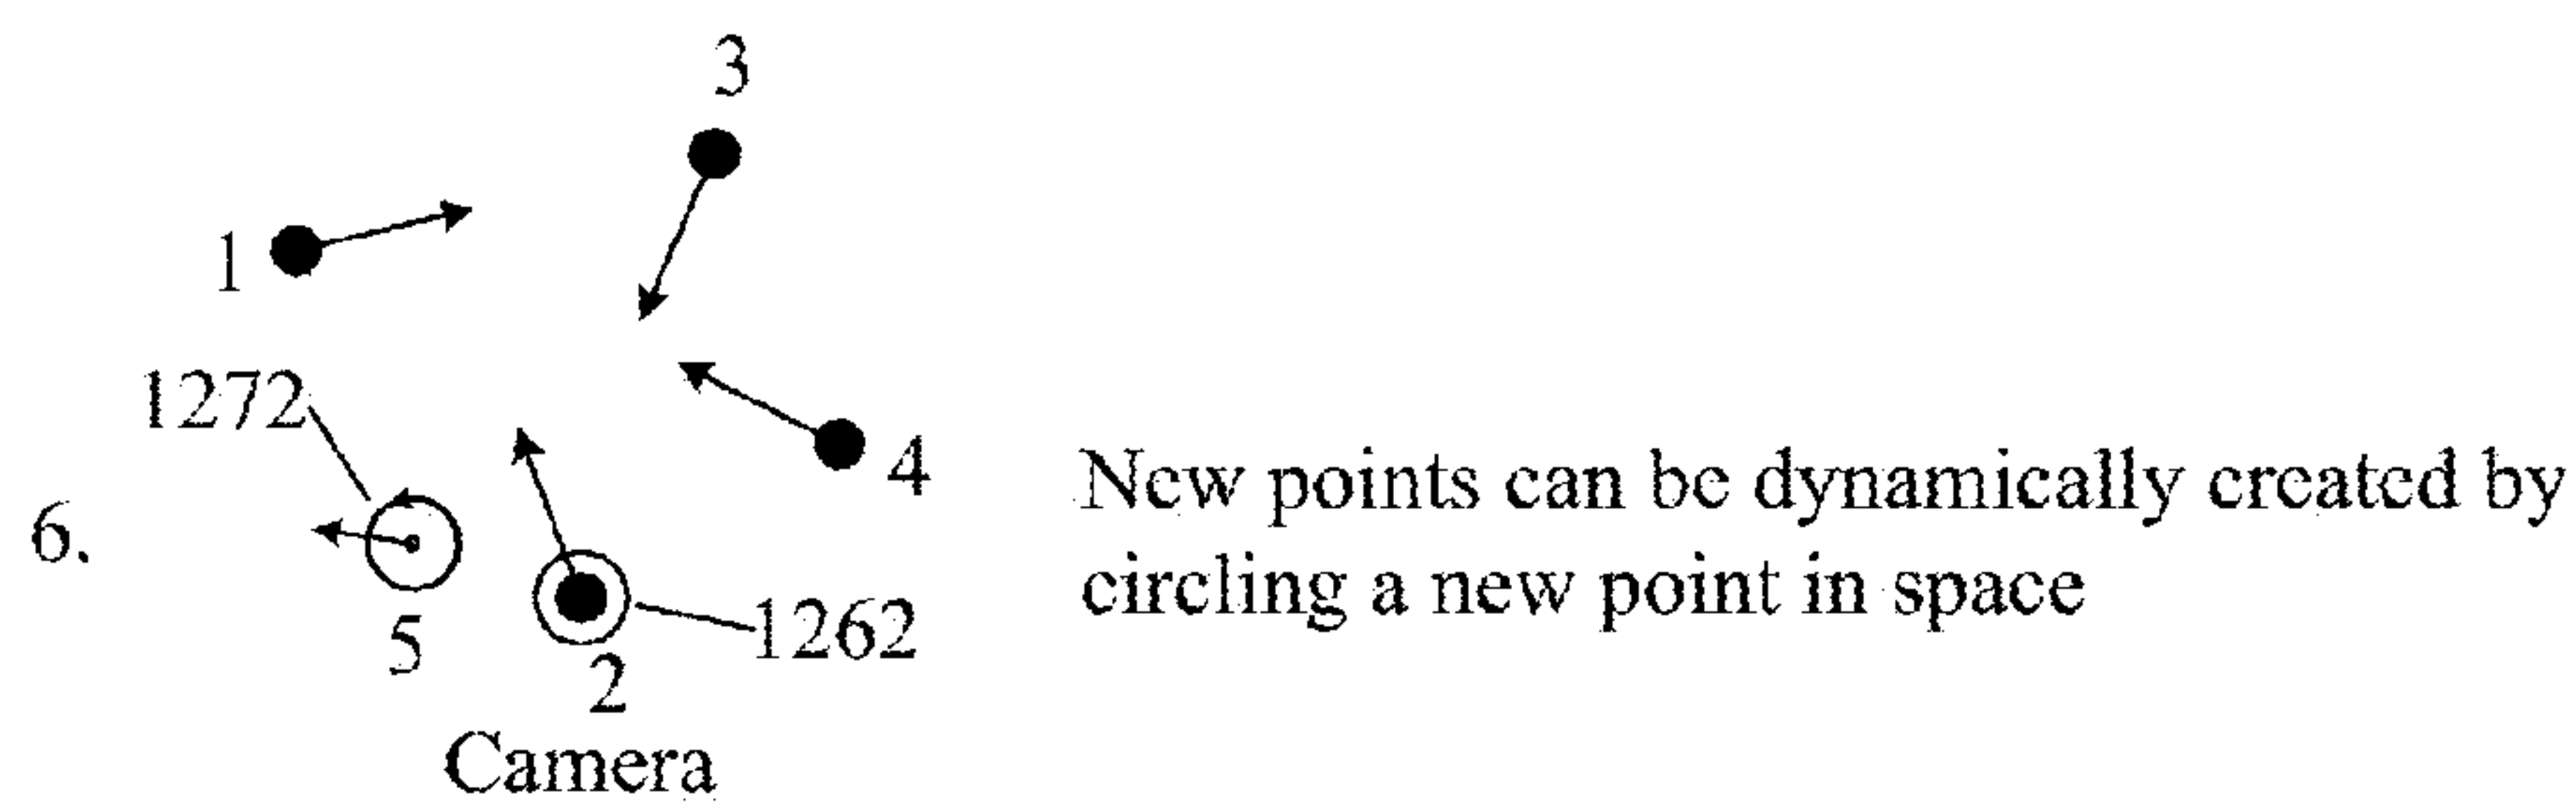 3
1
1272
4
6.
5
1262
2
Camera
New points can be dynamically created by
circling a new point in space